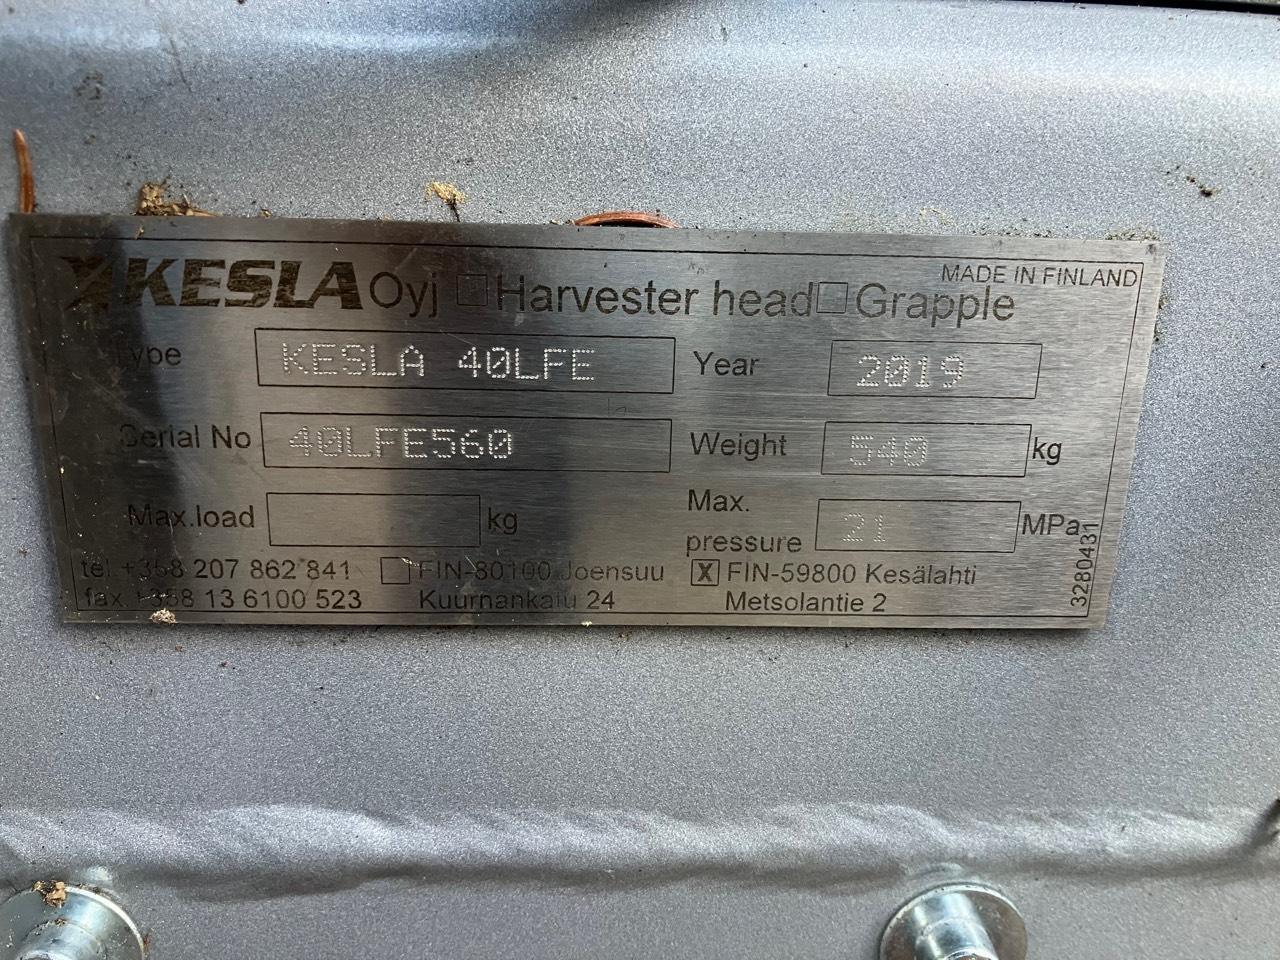 KESLA Oyj ☐ Harvester head ☐ Grapple MADE IN FINLAND
Type KESLA 40LFE Year 2019
Serial No 40LFE560 Weight 540 kg
Max.load kg Max. pressure 21 MPa
tel. +358 207 862 841 ☐ FIN-80100 Joensuu ☒ FIN-59800 Kesälahti
fax. +358 13 6100 523 Kuurnankatu 24 Metsolantie 2
3280431